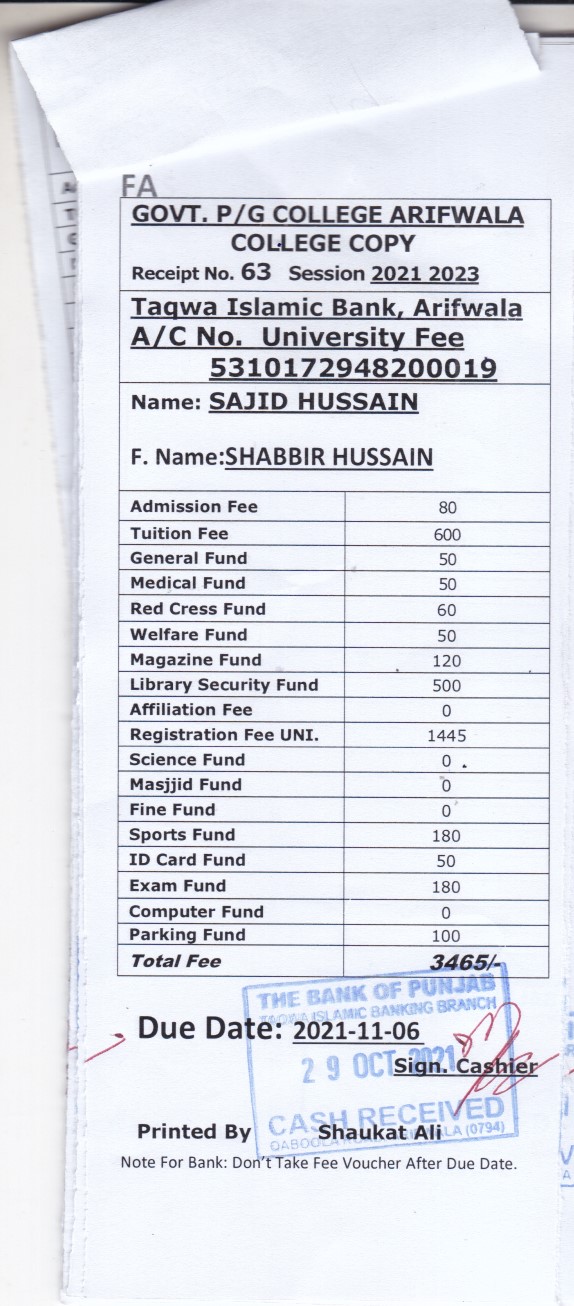 FA
GOVT. P/G COLLEGE ARIFWALA
COLLEGE COPY
Receipt No. 63 Session 2021 2023
Taqwa Islamic Bank, Arifwala
A/C No. University Fee
5310172948200019
Name: SAJID HUSSAIN
F. Name:SHABBIR HUSSAIN
Admission Fee 80
Tuition Fee 600
General Fund 50
Medical Fund 50
Red Cress Fund 60
Welfare Fund 50
Magazine Fund 120
Library Security Fund 500
Affiliation Fee 0
Registration Fee UNI. 1445
Science Fund 0
Masjjid Fund 0
Fine Fund 0
Sports Fund 180
ID Card Fund 50
Exam Fund 180
Computer Fund 0
Parking Fund 100
Total Fee 3465/-
THE BANK OF PUNJAB
TAQWA ISLAMIC BANKING BRANCH
Due Date: 2021-11-06
29 OCT 2021
Sign. Cashier
CASH RECEIVED
Printed By Shaukat Ali
(0794)
Note For Bank: Don't Take Fee Voucher After Due Date.